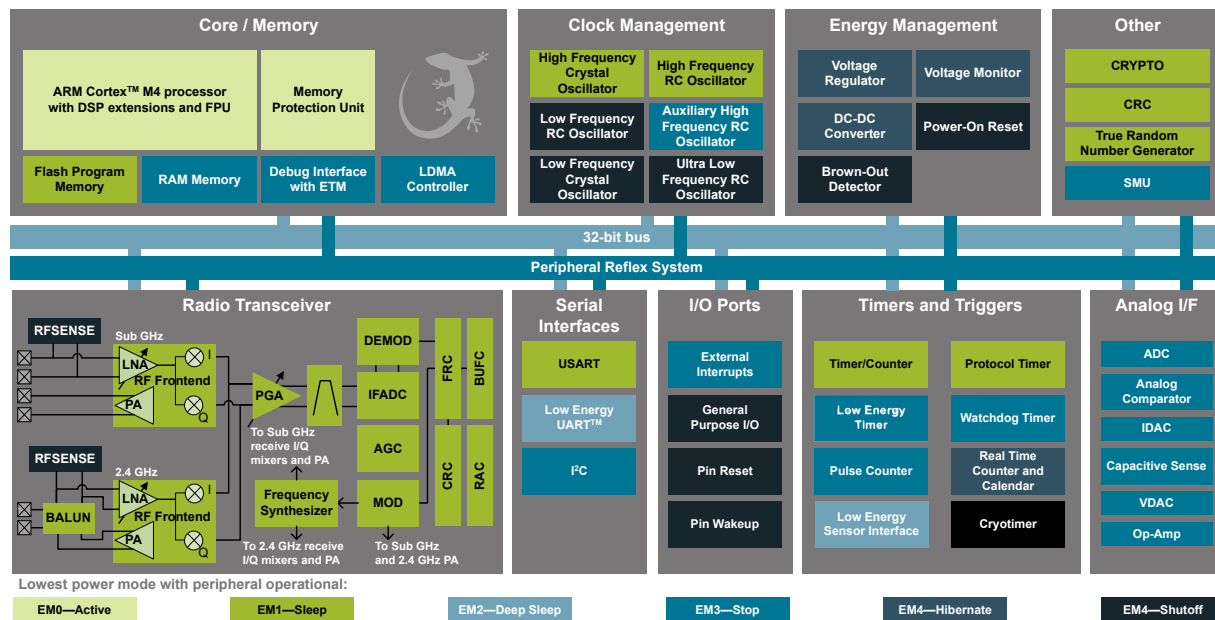 Core / Memory
ARM Cortex™ M4 processor
with DSP extensions and FPU
Memory
Protection Unit
Flash Program
Memory
RAM Memory
Debug Interface
with ETM
LDMA
Controller
Clock Management
High Frequency
Crystal
Oscillator
High Frequency
RC Oscillator
Low Frequency
RC Oscillator
Auxiliary High
Frequency RC
Oscillator
Low Frequency
Crystal
Oscillator
Ultra Low
Frequency RC
Oscillator
Energy Management
Voltage
Regulator
Voltage Monitor
DC-DC
Converter
Power-On Reset
Brown-Out
Detector
Other
CRYPTO
CRC
True Random
Number Generator
SMU
32-bit bus
Peripheral Reflex System
Radio Transceiver
RFSENSE
Sub GHz
LNA
RF Frontend
PA
I
Q
PGA
To Sub GHz
receive I/Q
mixers and PA
DEMOD
IFADC
AGC
MOD
FRC
BUFC
CRC
RAC
RFSENSE
2.4 GHz
LNA
RF Frontend
BALUN
PA
I
Q
Frequency
Synthesizer
To 2.4 GHz receive
I/Q mixers and PA
To Sub GHz
and 2.4 GHz PA
Serial
Interfaces
USART
Low Energy
UART™
I²C
I/O Ports
External
Interrupts
General
Purpose I/O
Pin Reset
Pin Wakeup
Timers and Triggers
Timer/Counter
Protocol Timer
Low Energy
Timer
Watchdog Timer
Pulse Counter
Real Time
Counter and
Calendar
Low Energy
Sensor Interface
Cryotimer
Analog I/F
ADC
Analog
Comparator
IDAC
Capacitive Sense
VDAC
Op-Amp
Lowest power mode with peripheral operational:
EM0—Active
EM1—Sleep
EM2—Deep Sleep
EM3—Stop
EM4—Hibernate
EM4—Shutoff